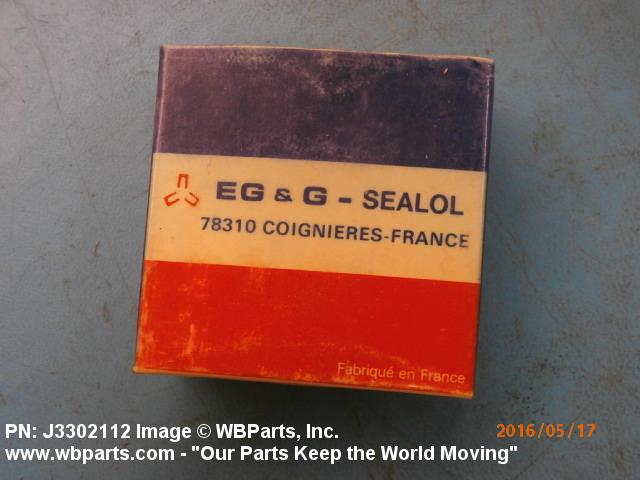 EG & G - SEALOL
78310 COIGNIERES-FRANCE
Fabriqué en France
PN: J3302112 Image © WBParts, Inc.
2016/05/17
www.wbparts.com - "Our Parts Keep the World Moving"